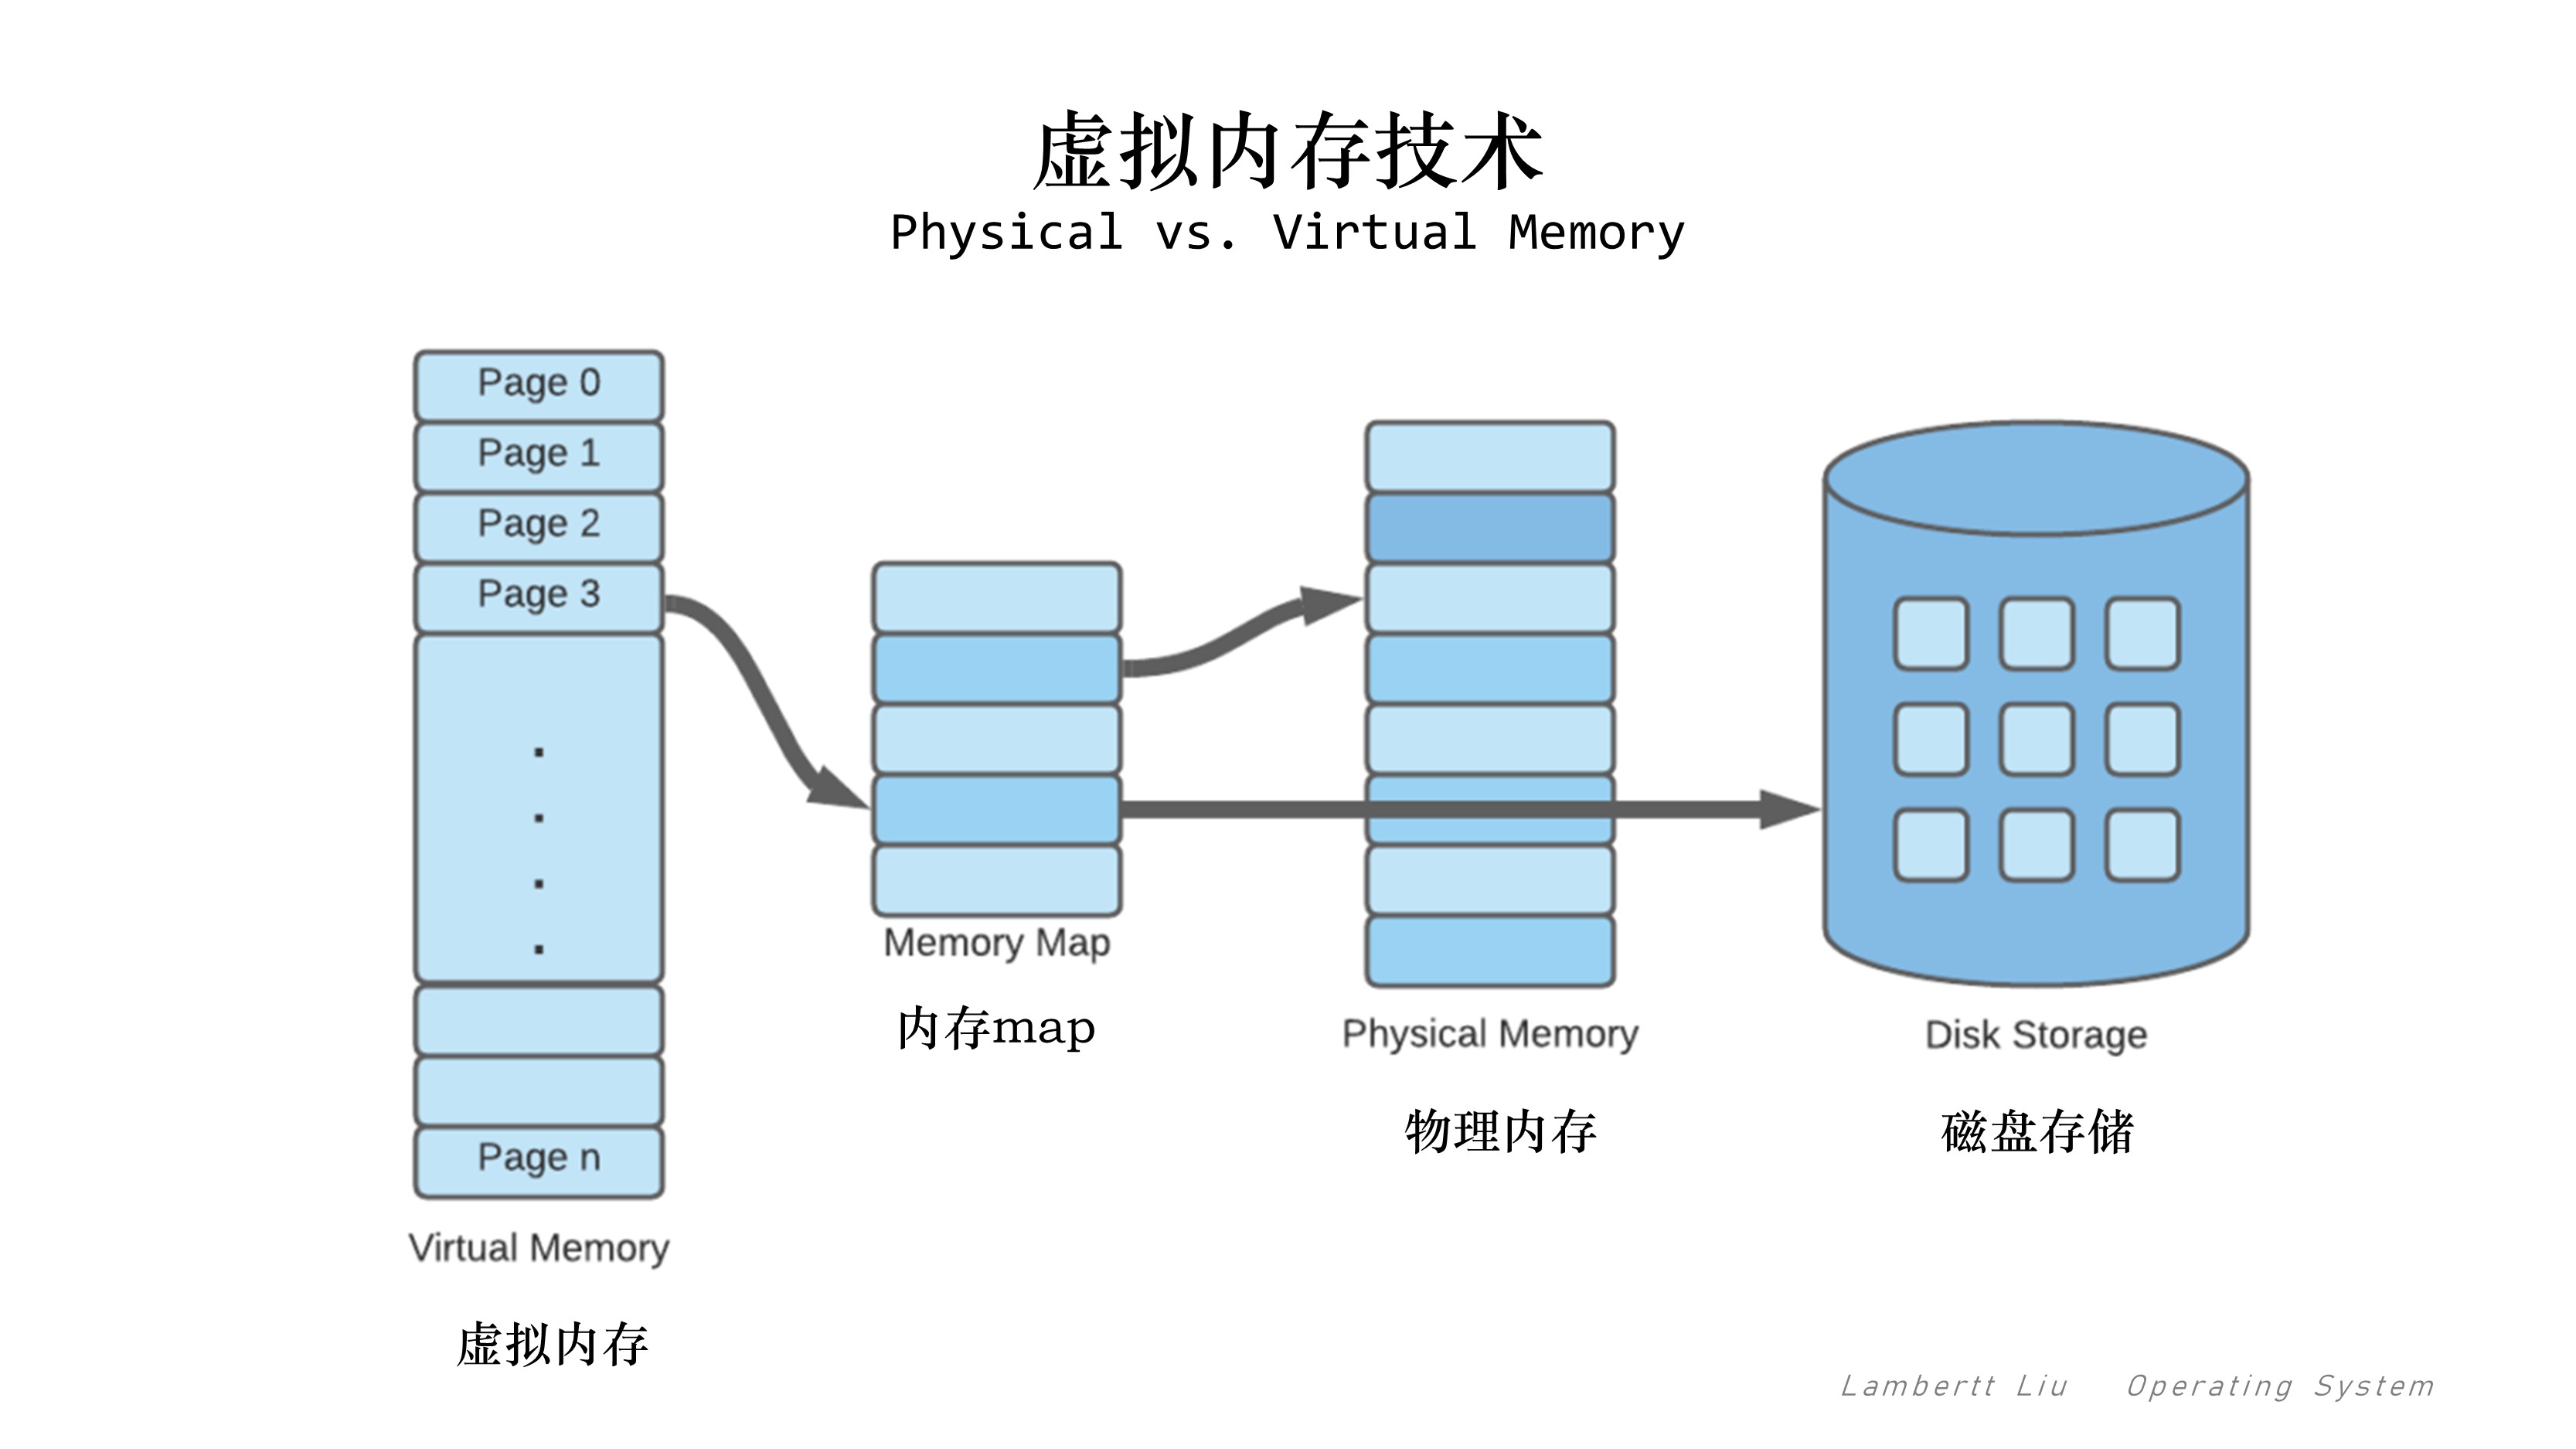 虚拟内存技术
Physical vs. Virtual Memory
Page 0
Page 1
Page 2
Page 3
.
.
.
.
Page n
Virtual Memory
虚拟内存
Memory Map
内存map
Physical Memory
物理内存
Disk Storage
磁盘存储
Lambertt Liu Operating System